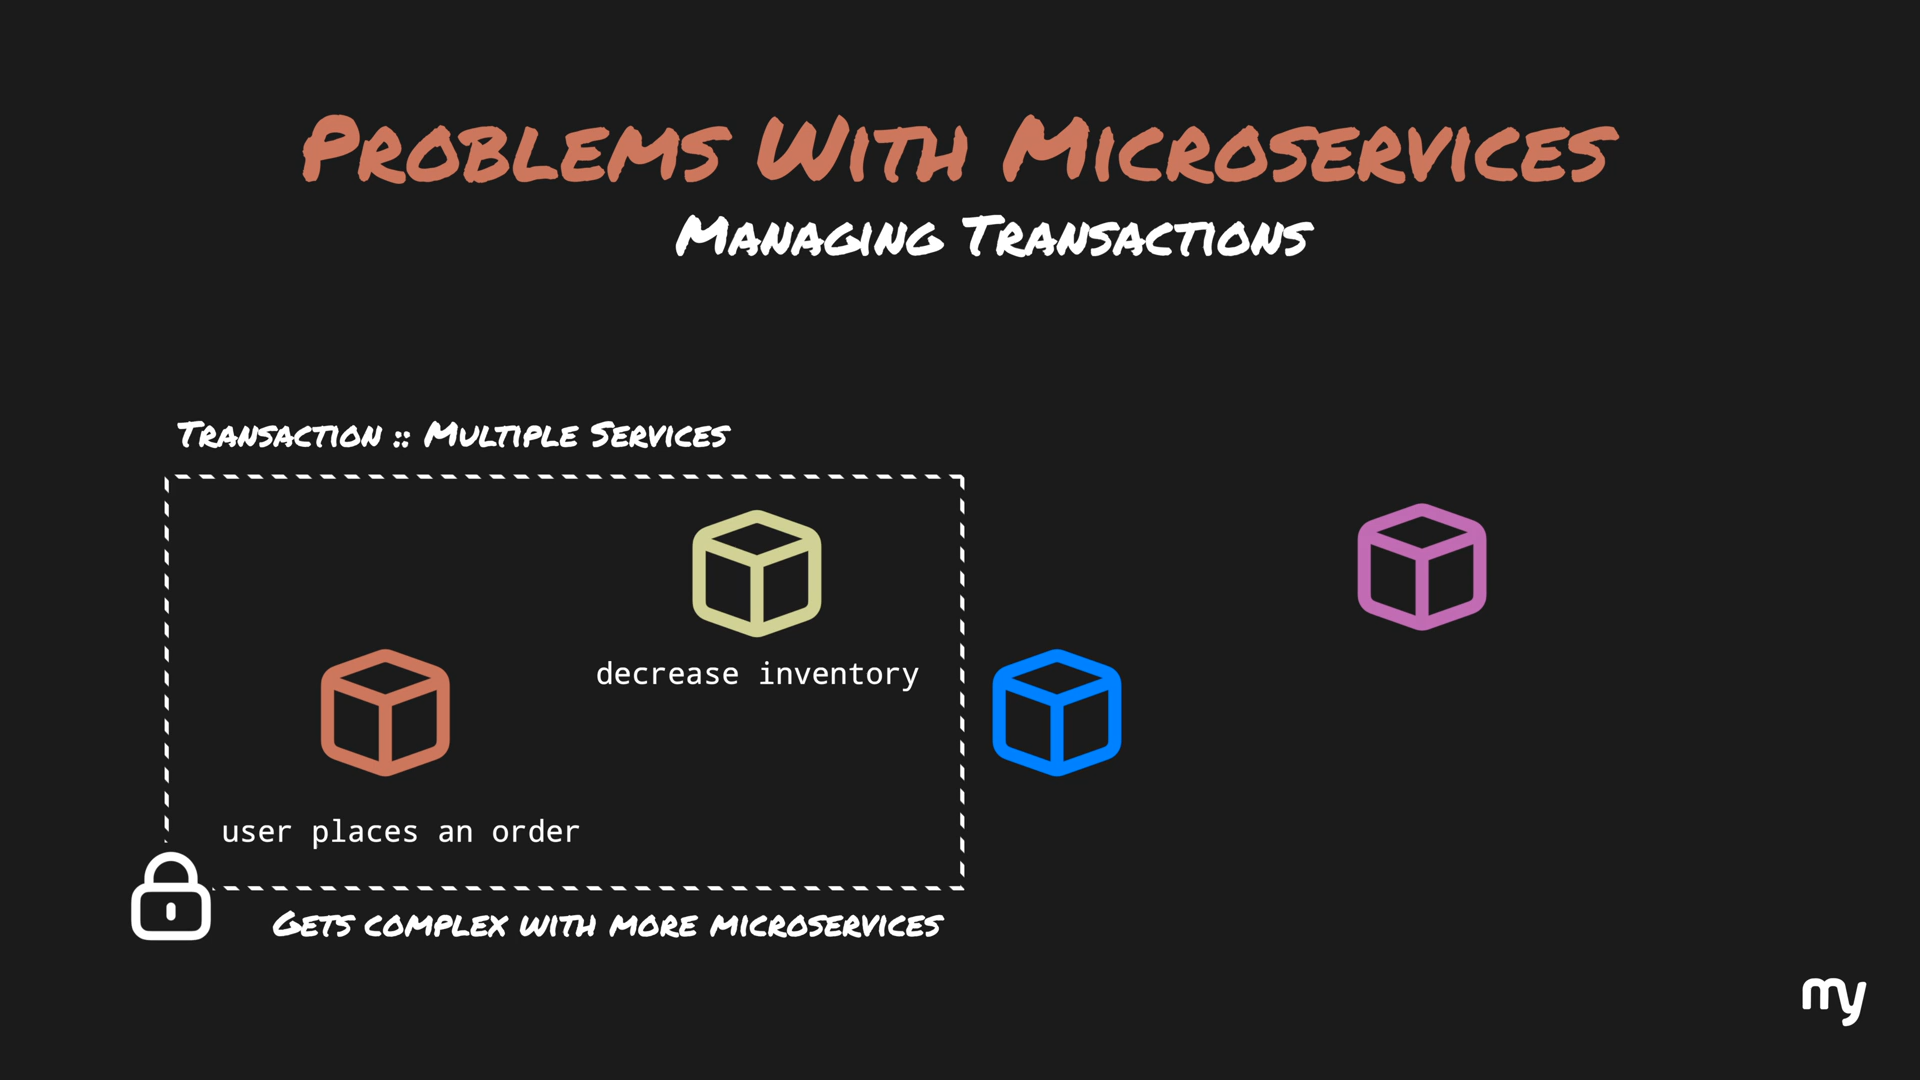 Problems With Microservices
Managing Transactions
Transaction :: Multiple Services
decrease inventory
user places an order
Gets complex with more microservices
my